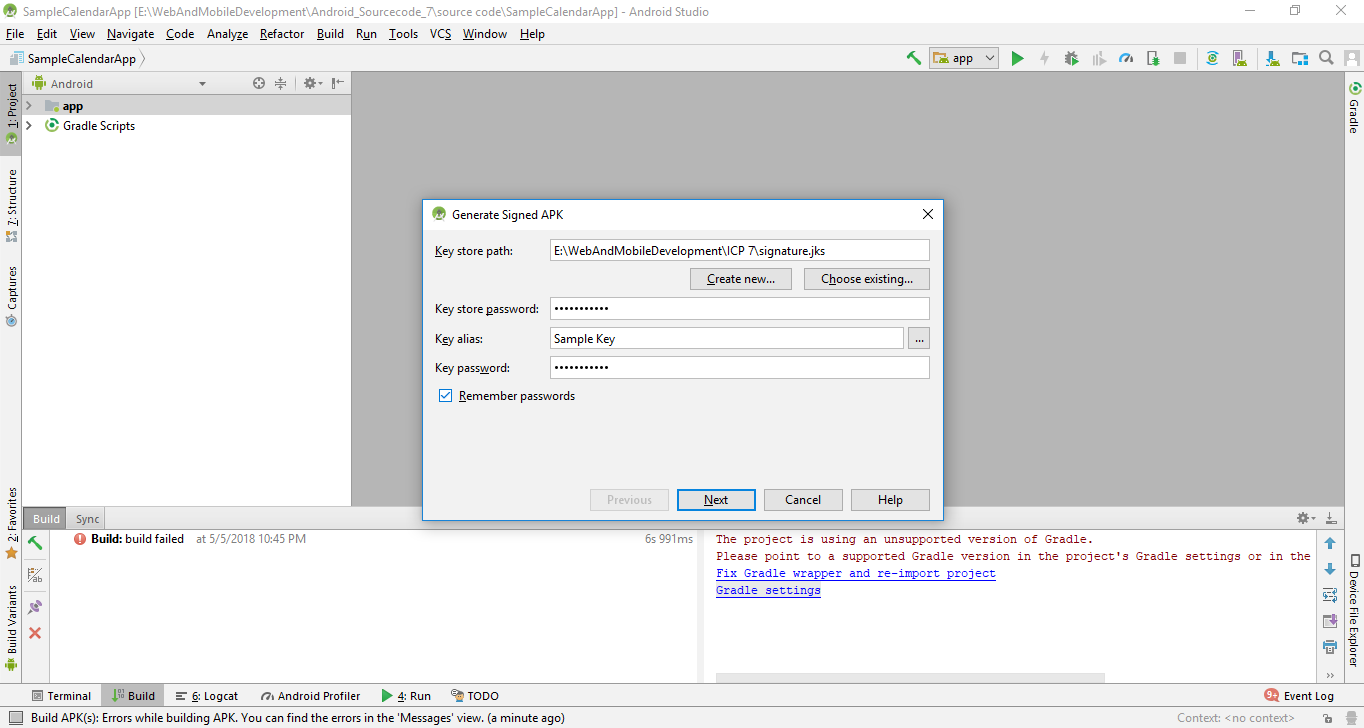 SampleCalendarApp [E:\WebAndMobileDevelopment\Android_Sourcecode_7\source code\SampleCalendarApp] - Android Studio
File Edit View Navigate Code Analyze Refactor Build Run Tools VCS Window Help
SampleCalendarApp
app
1: Project
Android
app
Gradle Scripts
Gradle
7: Structure
Captures
Generate Signed APK
Key store path: E:\WebAndMobileDevelopment\ICP 7\signature.jks
Create new... Choose existing...
Key store password: •••••••••••
Key alias: Sample Key ...
Key password: •••••••••••
Remember passwords
Previous Next Cancel Help
2: Favorites
Build Variants
Build Sync
Build: build failed at 5/5/2018 10:45 PM 6s 991ms
The project is using an unsupported version of Gradle.
Please point to a supported Gradle version in the project's Gradle settings or in the
Fix Gradle wrapper and re-import project
Gradle settings
Device File Explorer
Terminal Build 6: Logcat Android Profiler 4: Run TODO 9+ Event Log
Build APK(s): Errors while building APK. You can find the errors in the 'Messages' view. (a minute ago) Context: <no context>